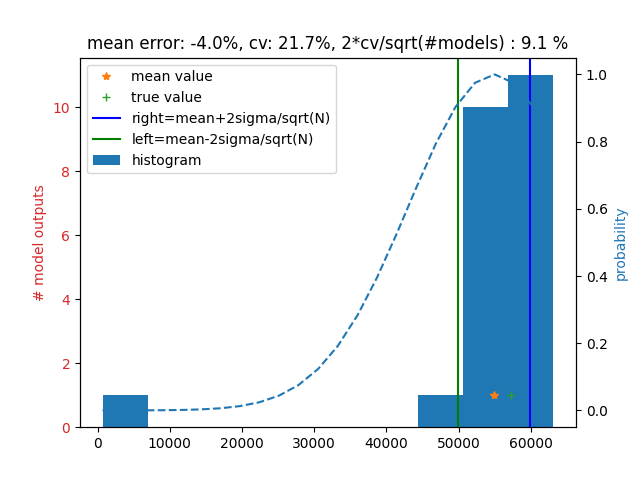 mean error: -4.0%, cv: 21.7%, 2*cv/sqrt(#models) : 9.1 %
mean value
true value
right=mean+2sigma/sqrt(N)
left=mean-2sigma/sqrt(N)
histogram
# model outputs
10
8
6
4
2
0
1.0
0.8
0.6
0.4
0.2
0.0
probability
0 10000 20000 30000 40000 50000 60000